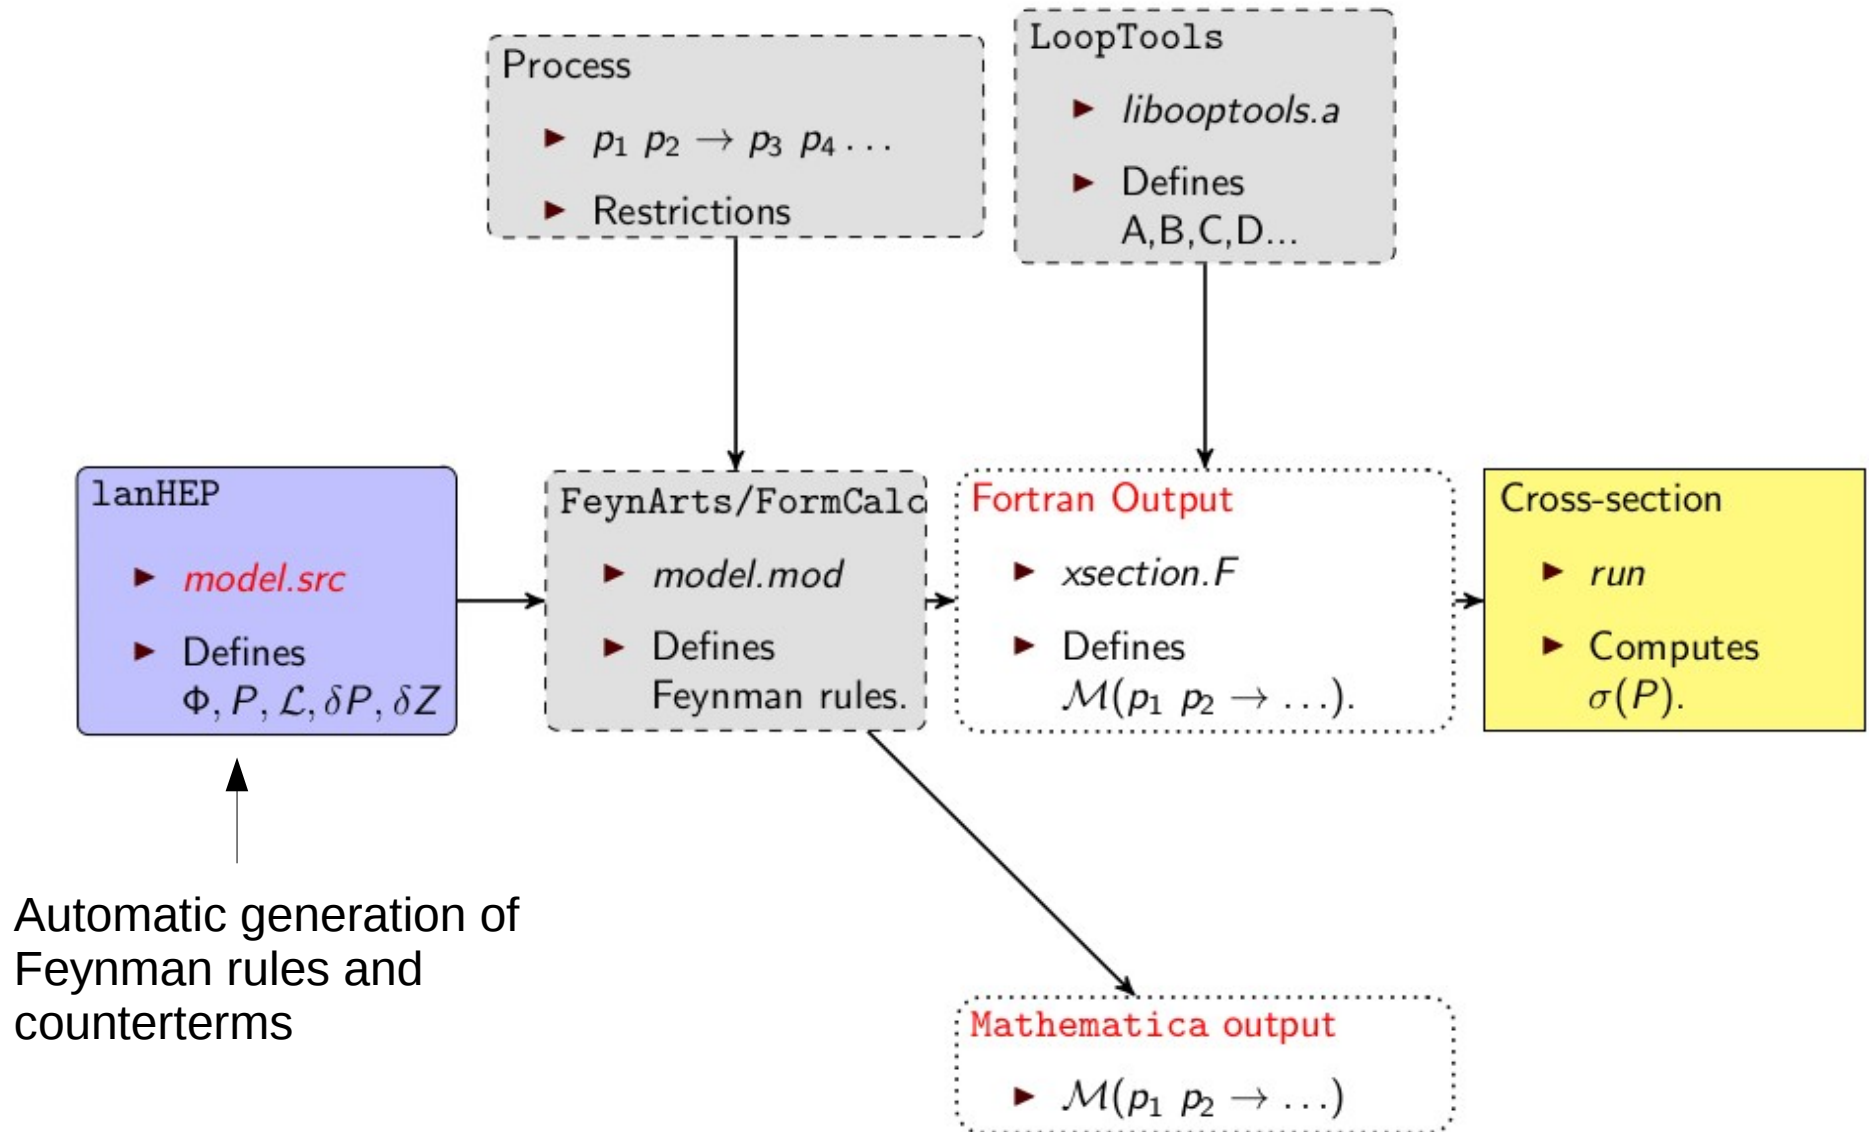 Process
► p₁ p₂ → p₃ p₄ ...
► Restrictions
LoopTools
► libooptools.a
► Defines
A,B,C,D...
lanHEP
► model.src
► Defines
Φ, P, ℒ, δP, δZ
FeynArts/FormCalc
► model.mod
► Defines
Feynman rules.
Fortran Output
► xsection.F
► Defines
ℳ(p₁ p₂ → ...).
Cross-section
► run
► Computes
σ(P).
Automatic generation of
Feynman rules and
counterterms
Mathematica output
► ℳ(p₁ p₂ → ...)